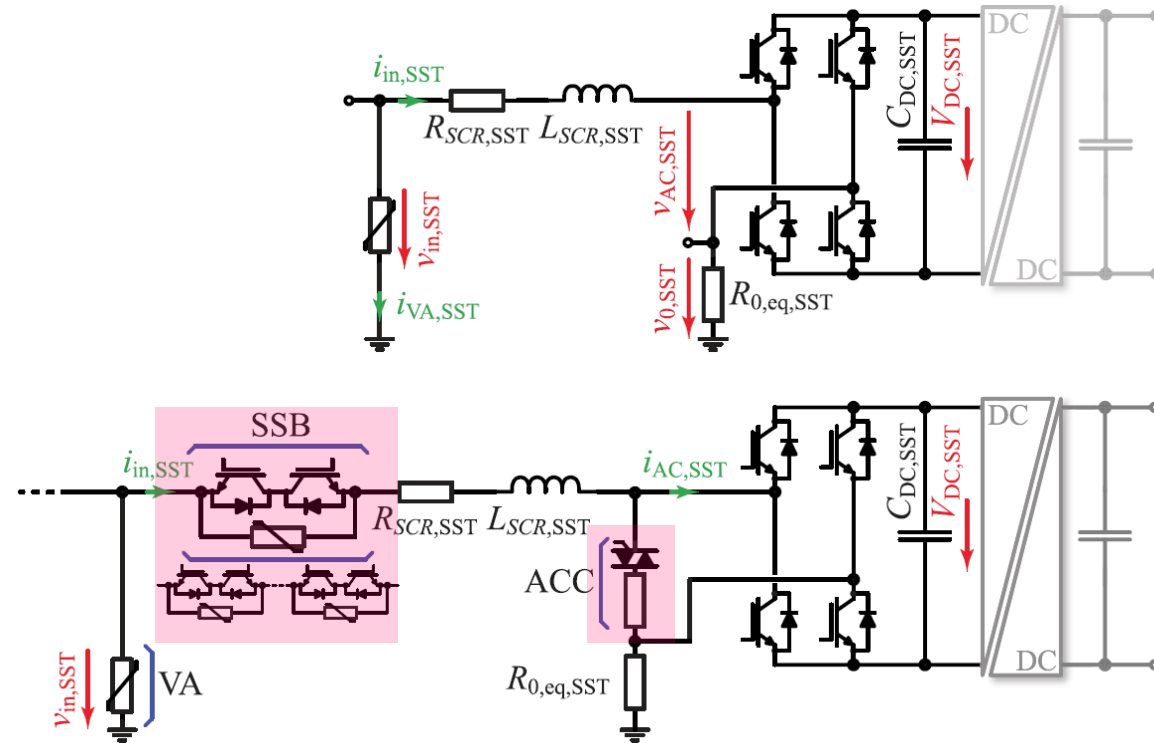 DC
i_in,SST
C_DC,SST
V_DC,SST
R_SCR,SST
L_SCR,SST
v_AC,SST
v_in,SST
i_VA,SST
v_0,SST
R_0,eq,SST
DC
SSB
DC
i_in,SST
i_AC,SST
C_DC,SST
V_DC,SST
R_SCR,SST
L_SCR,SST
ACC
v_in,SST
VA
R_0,eq,SST
DC